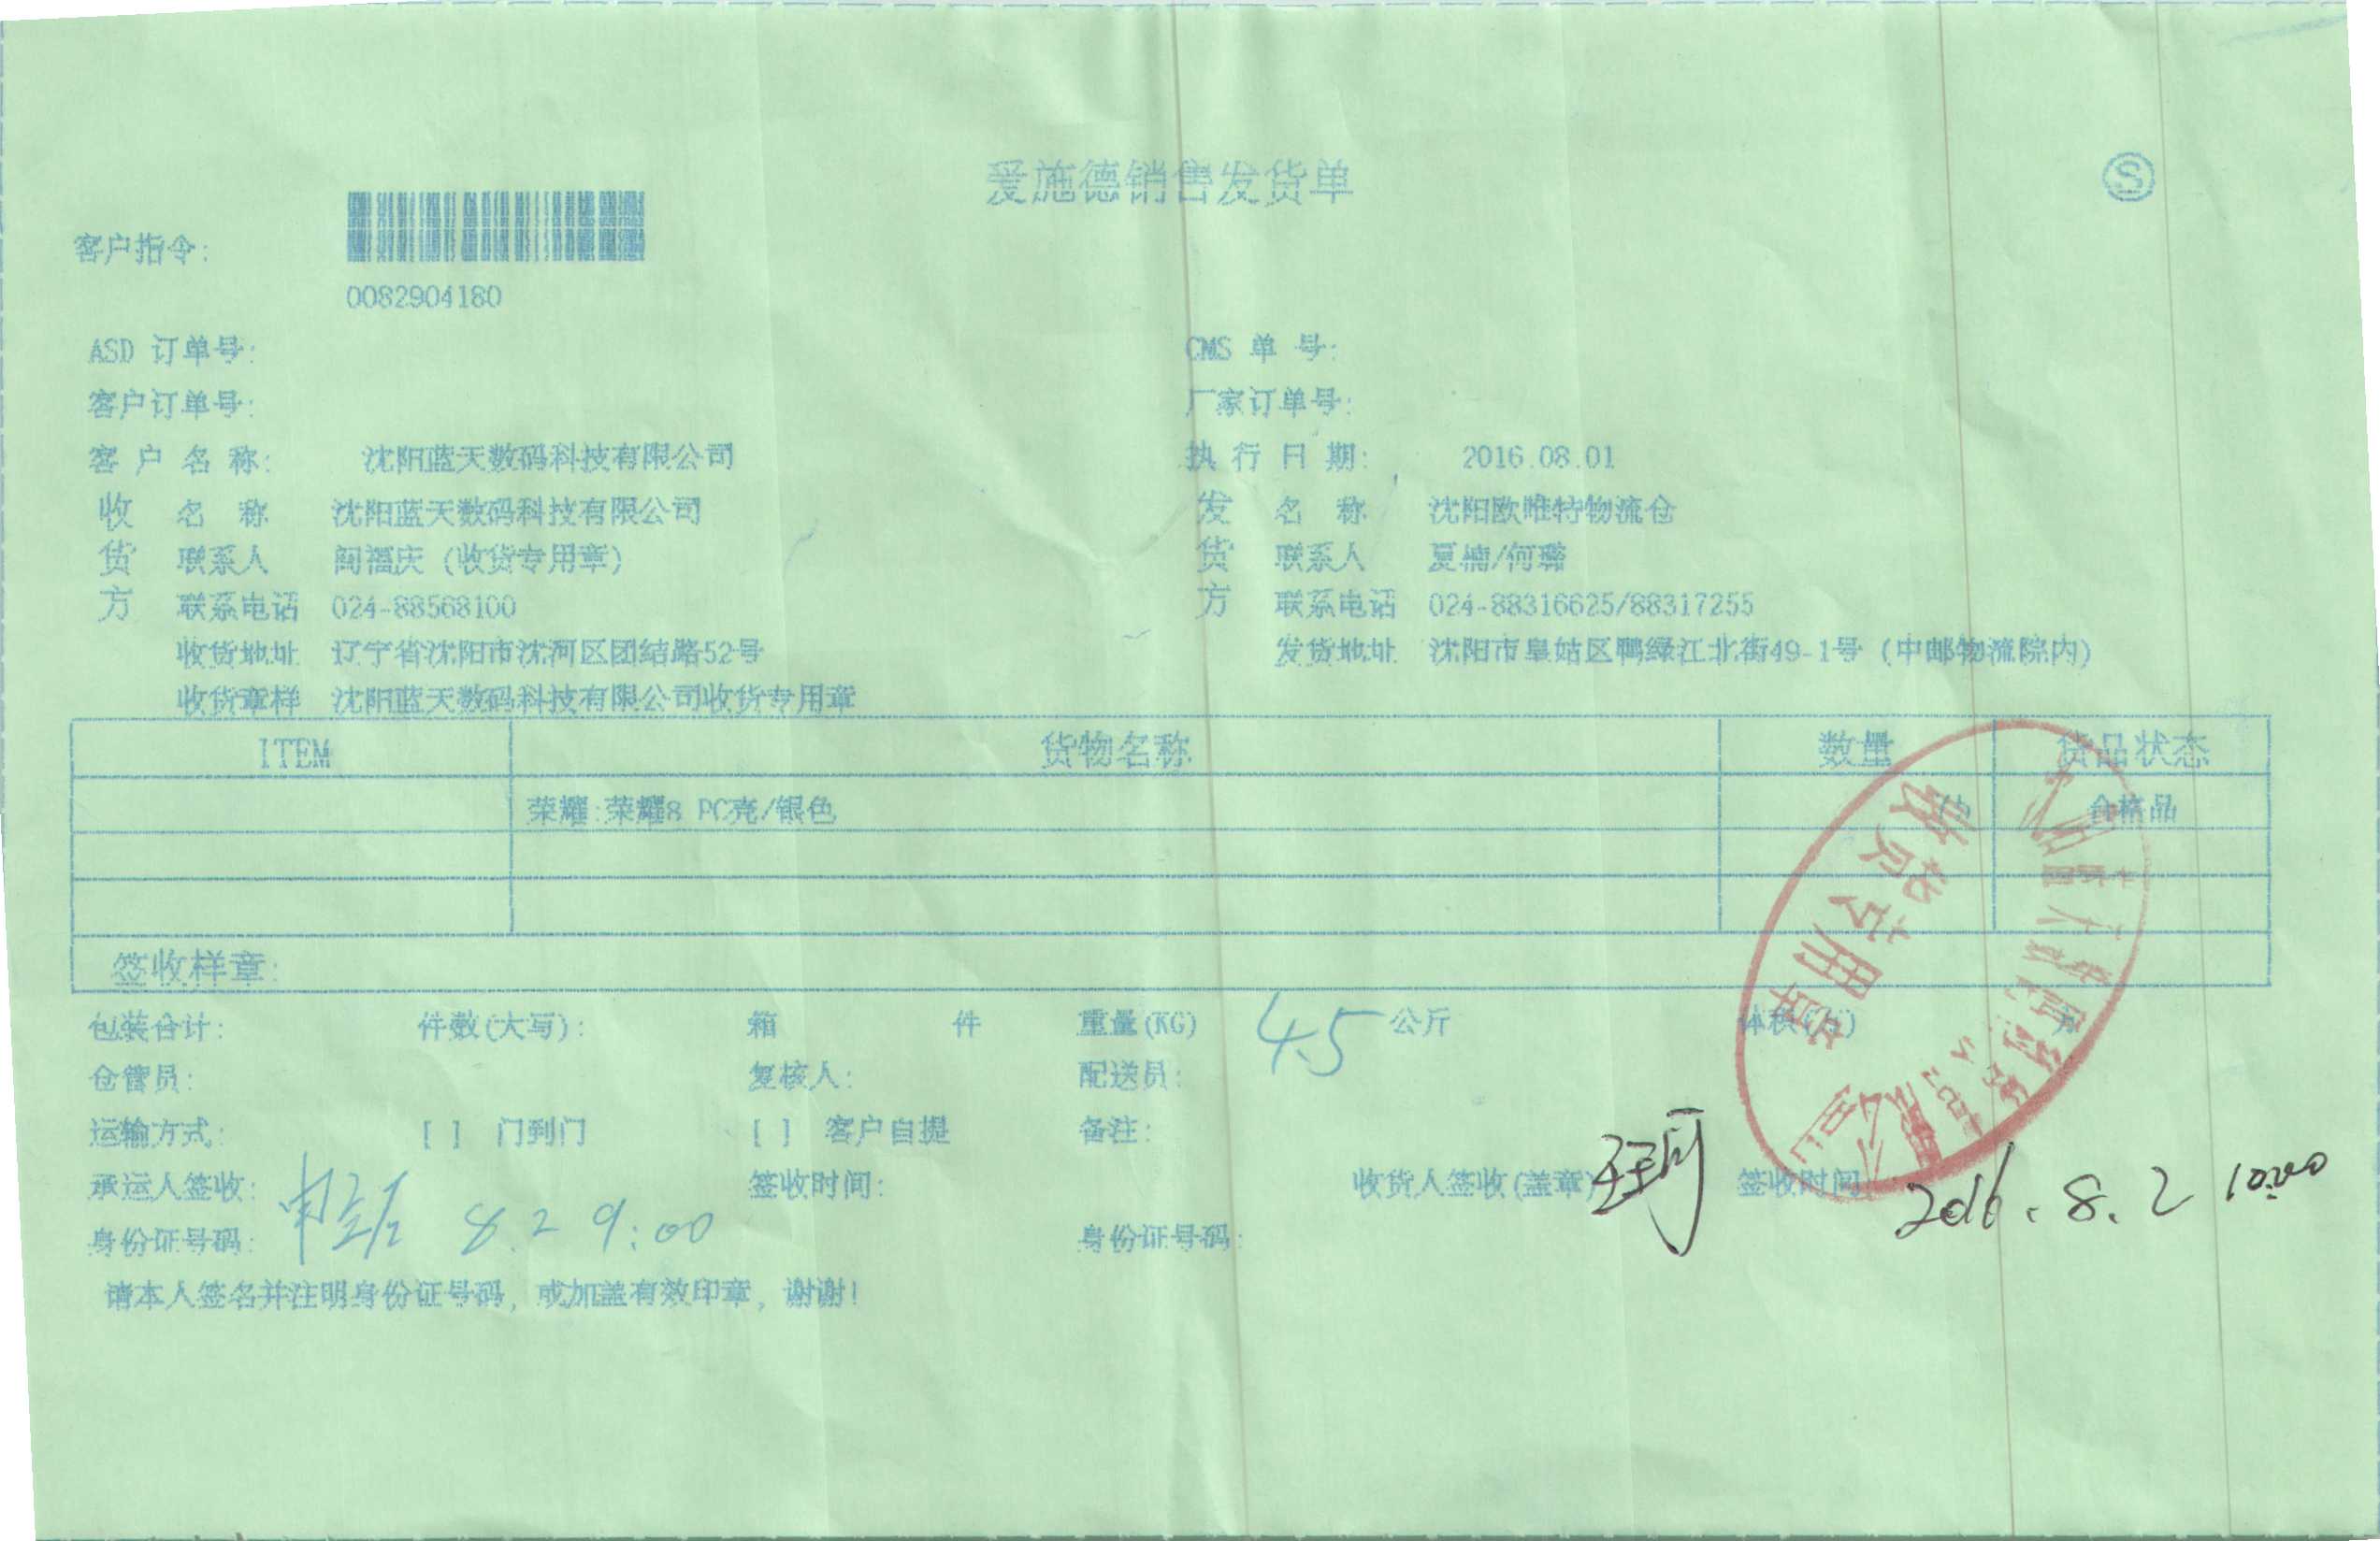 爱施德销售发货单
Ⓢ
客户指令:
0082904180
ASD 订单号: CMS 单 号:
客户订单号: 厂家订单号:
客 户 名 称: 沈阳蓝天数码科技有限公司 执 行 日 期: 2016.08.01
收 名 称 沈阳蓝天数码科技有限公司 发 名 称 沈阳欧唯特物流仓
货 联系人 闻福庆 (收货专用章) 货 联系人 夏楠/何
方 联系电话 024-88568100 方 联系电话 024-88316625/88317255
收货地址 辽宁省沈阳市沈河区团结路52号 发货地址 沈阳市皇姑区鸭绿江北街49-1号 (中邮物流院内)
收货章样 沈阳蓝天数码科技有限公司收货专用章
ITEM 货物名称 数量 货品状态
荣耀:荣耀8 PC壳/银色 合格品
签收样章:
收货专用章
包装合计: 件数(大写): 箱 件 重量(KG) 4.5 公斤 体积(方) 方
仓管员: 复核人: 配送员:
运输方式: [ ] 门到门 [ ] 客户自提 备注:
承运人签收: 签收时间: 收货人签收(盖章) 签收时间 2016.8.2 10:00
身份证号码: 8.2 9:00 身份证号码:
请本人签名并注明身份证号码, 或加盖有效印章, 谢谢!